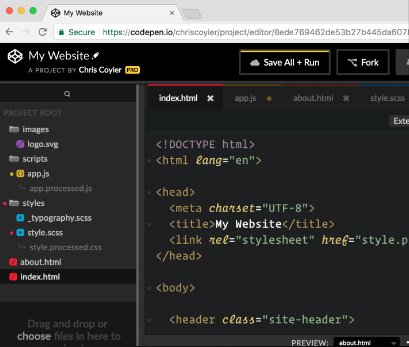 My Website
Secure https://codepen.io/chriscoyier/project/editor/8ede769462de53b27b445da607
My Website
A PROJECT BY Chris Coyier PRO
Save All + Run
Fork
index.html
app.js
about.html
style.scss
PROJECT ROOT
images
logo.svg
scripts
app.js
app.processed.js
styles
_typography.scss
style.scss
style.processed.css
about.html
index.html
Drag and drop or
choose files in here to
Exte
<!DOCTYPE html>
<html lang="en">
<head>
<meta charset="UTF-8">
<title>My Website</title>
<link rel="stylesheet" href="style.p
</head>
<body>
<header class="site-header">
PREVIEW: about.html